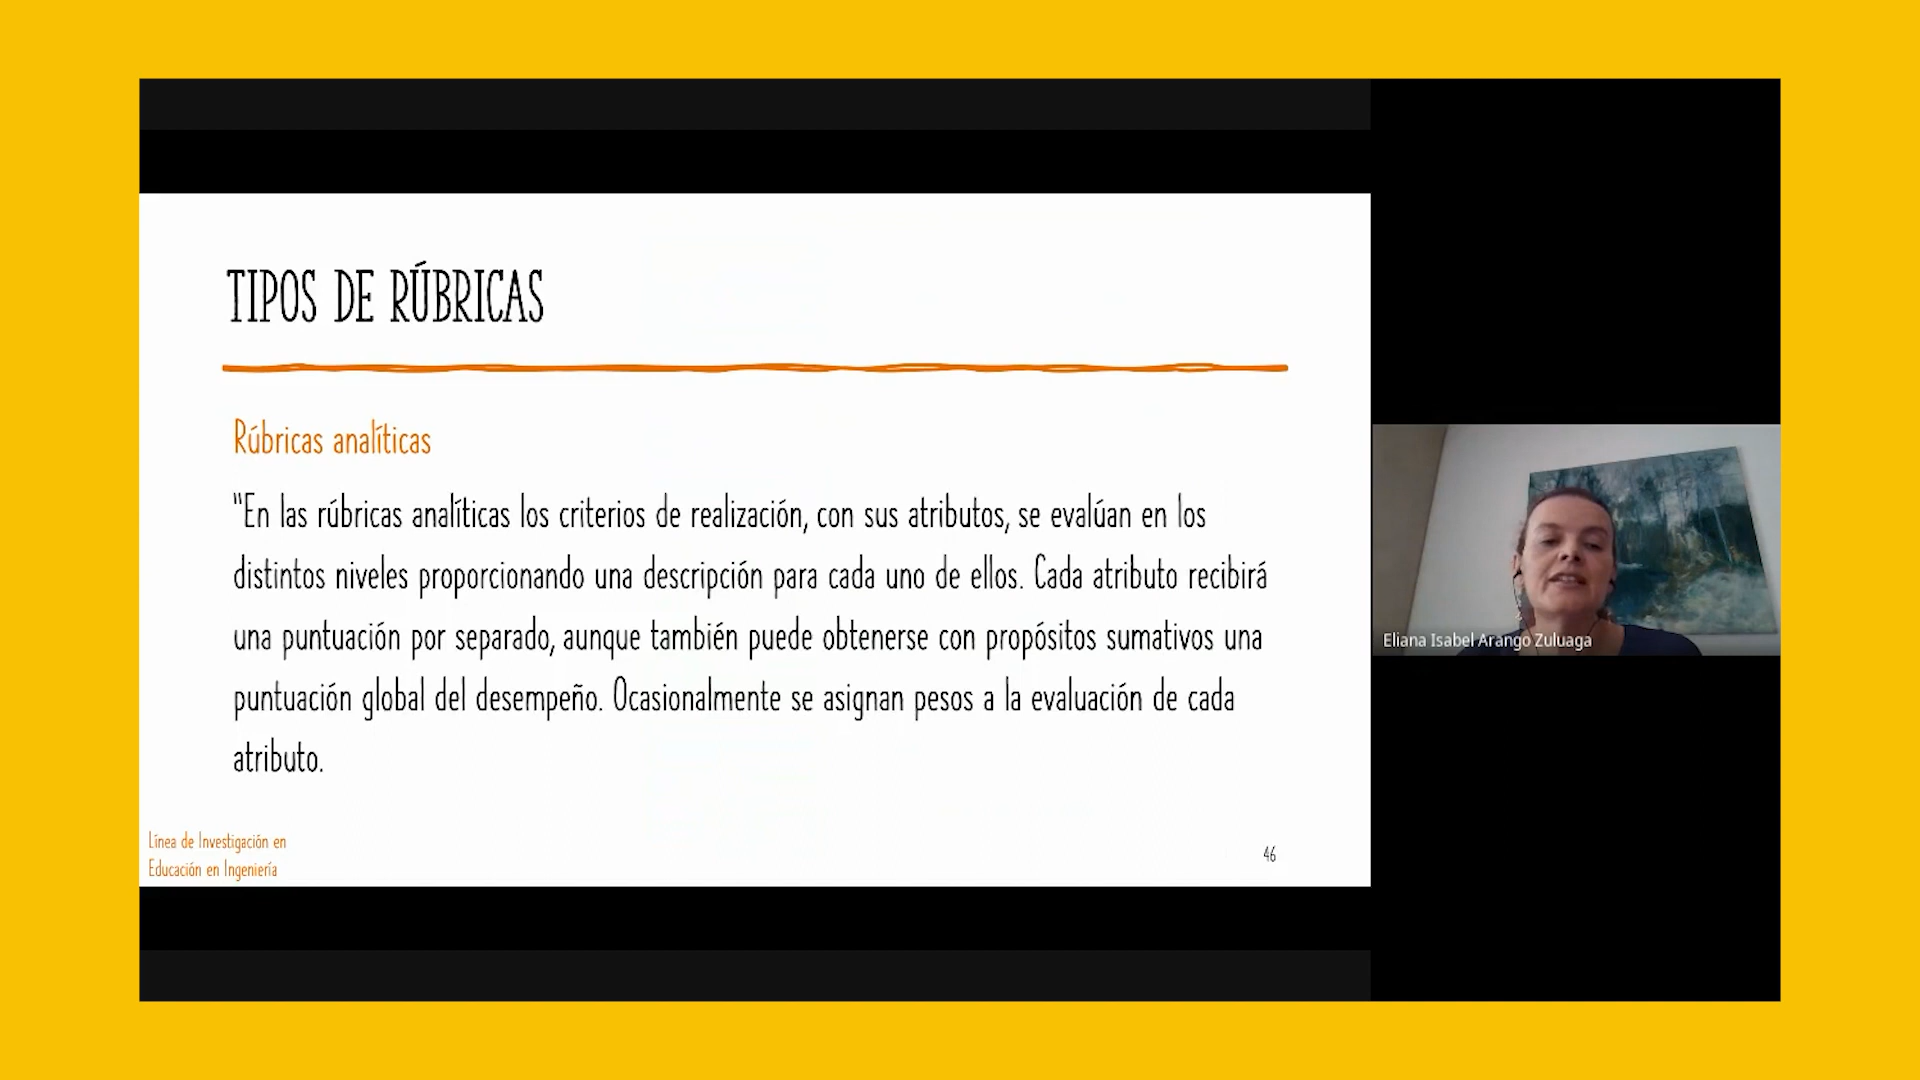 TIPOS DE RÚBRICAS
Rúbricas analíticas
"En las rúbricas analíticas los criterios de realización, con sus atributos, se evalúan en los
distintos niveles proporcionando una descripción para cada uno de ellos. Cada atributo recibirá
una puntuación por separado, aunque también puede obtenerse con propósitos sumativos una
puntuación global del desempeño. Ocasionalmente se asignan pesos a la evaluación de cada
atributo.
Línea de Investigación en
Educación en Ingeniería
46
Eliana Isabel Arango Zuluaga